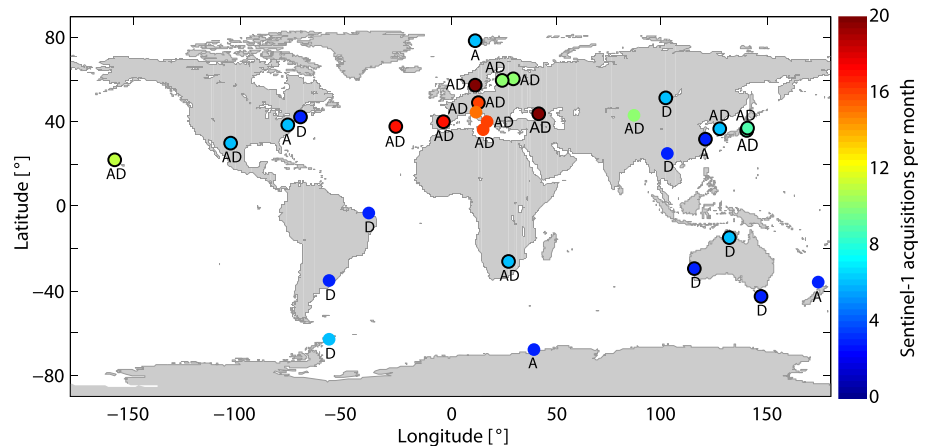 80
40
0
−40
−80
Latitude [°]
−150
−100
−50
0
50
100
150
Longitude [°]
20
16
12
8
4
0
Sentinel-1 acquisitions per month
A
AD
AD
AD
AD
AD
AD
AD
AD
AD
AD
D
A
AD
AD
AD
D
AD
AD
AD
A
D
D
D
AD
D
D
D
A
D
A